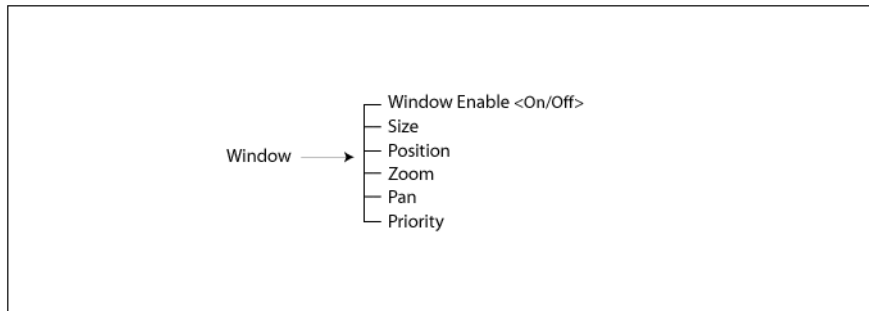 Window Enable <On/Off>
Size
Position
Window
Zoom
Pan
Priority